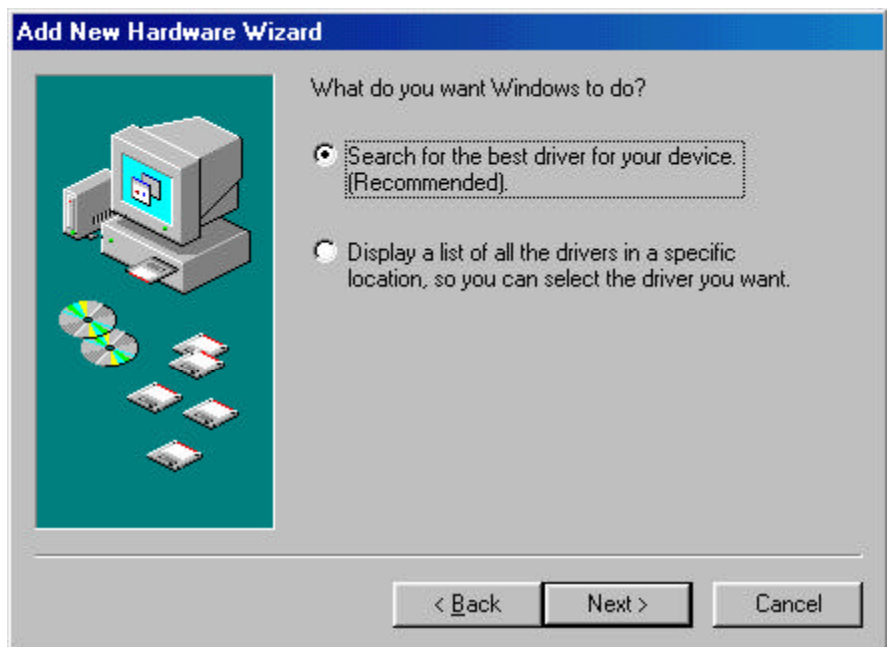 Add New Hardware Wizard
What do you want Windows to do?
Search for the best driver for your device.
(Recommended).
Display a list of all the drivers in a specific
location, so you can select the driver you want.
< Back
Next >
Cancel